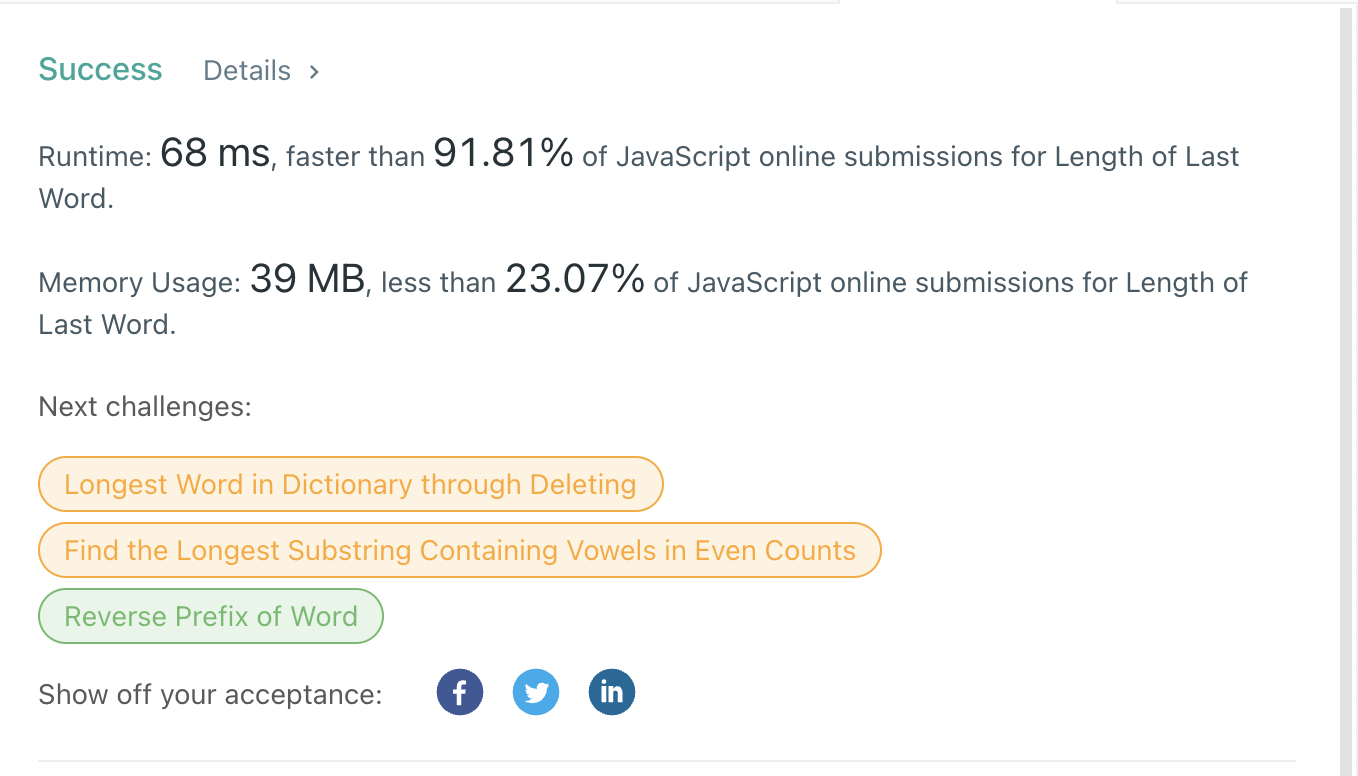 Success Details >
Runtime: 68 ms, faster than 91.81% of JavaScript online submissions for Length of Last
Word.
Memory Usage: 39 MB, less than 23.07% of JavaScript online submissions for Length of
Last Word.
Next challenges:
Longest Word in Dictionary through Deleting
Find the Longest Substring Containing Vowels in Even Counts
Reverse Prefix of Word
Show off your acceptance: f in